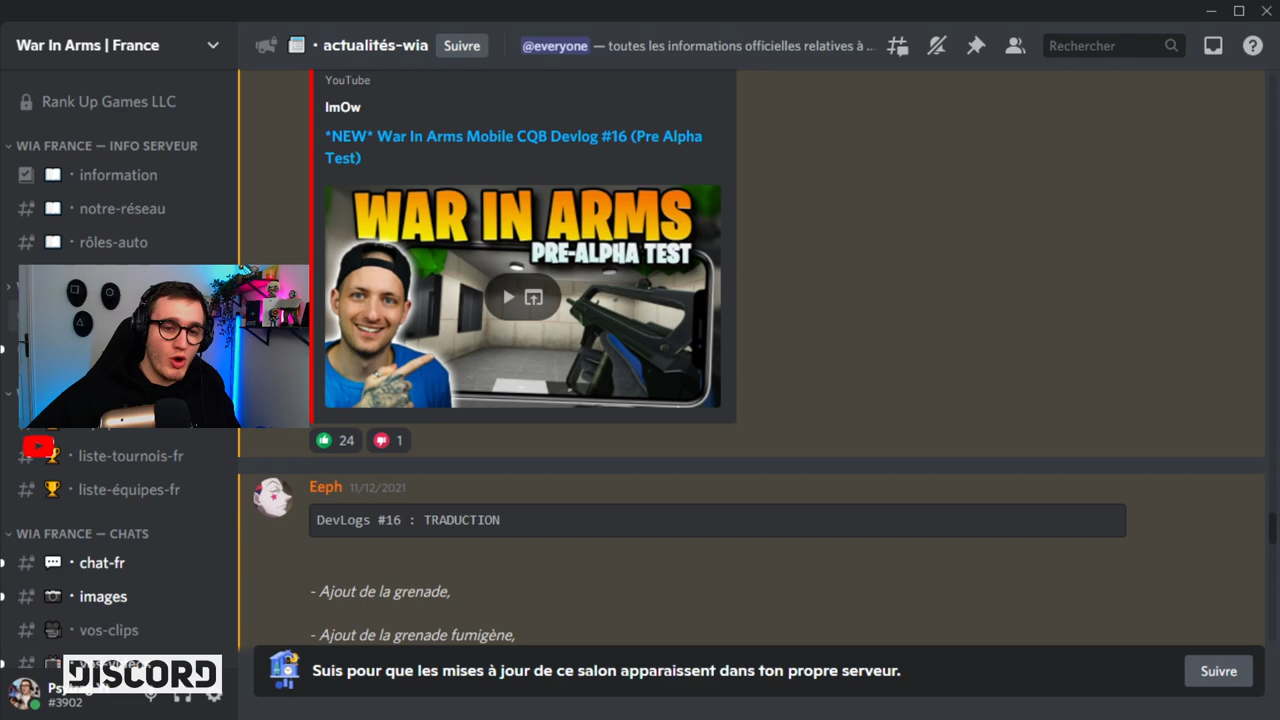 War In Arms | France
• actualités-wia
Suivre
@everyone — toutes les informations officielles relatives à ...
Rechercher
Rank Up Games LLC
WIA FRANCE — INFO SERVEUR
• information
• notre-réseau
• rôles-auto
• liste-tournois-fr
• liste-équipes-fr
WIA FRANCE — CHATS
• chat-fr
• images
• vos-clips
DISCORD
#3902
YouTube
ImOw
*NEW* War In Arms Mobile CQB Devlog #16 (Pre Alpha
Test)
WAR IN ARMS
PRE-ALPHA TEST
24
1
Eeph 11/12/2021
DevLogs #16 : TRADUCTION
- Ajout de la grenade,
- Ajout de la grenade fumigène,
Suis pour que les mises à jour de ce salon apparaissent dans ton propre serveur.
Suivre